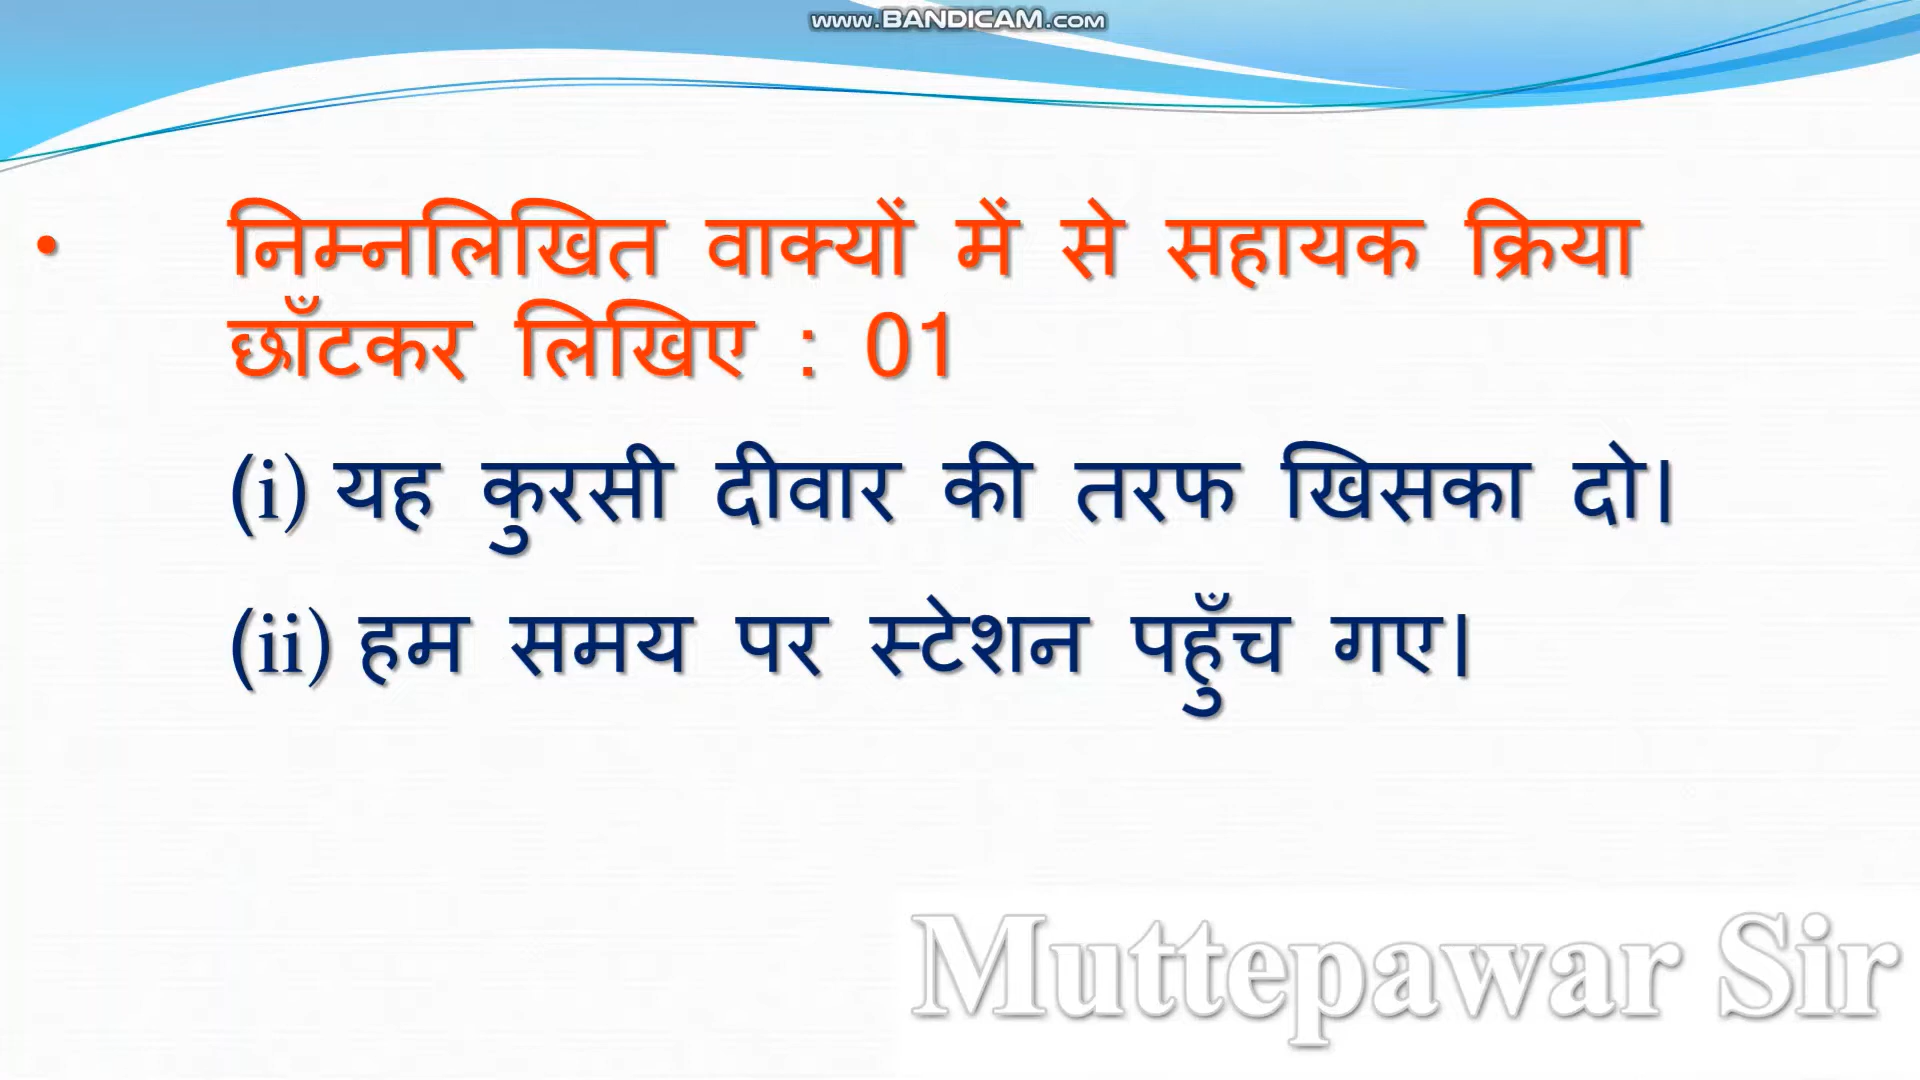 www.BANDICAM.com
• निम्नलिखित वाक्यों में से सहायक क्रिया
छाँटकर लिखिए : 01
(i) यह कुरसी दीवार की तरफ खिसका दो।
(ii) हम समय पर स्टेशन पहुँच गए।
Muttepawar Sir